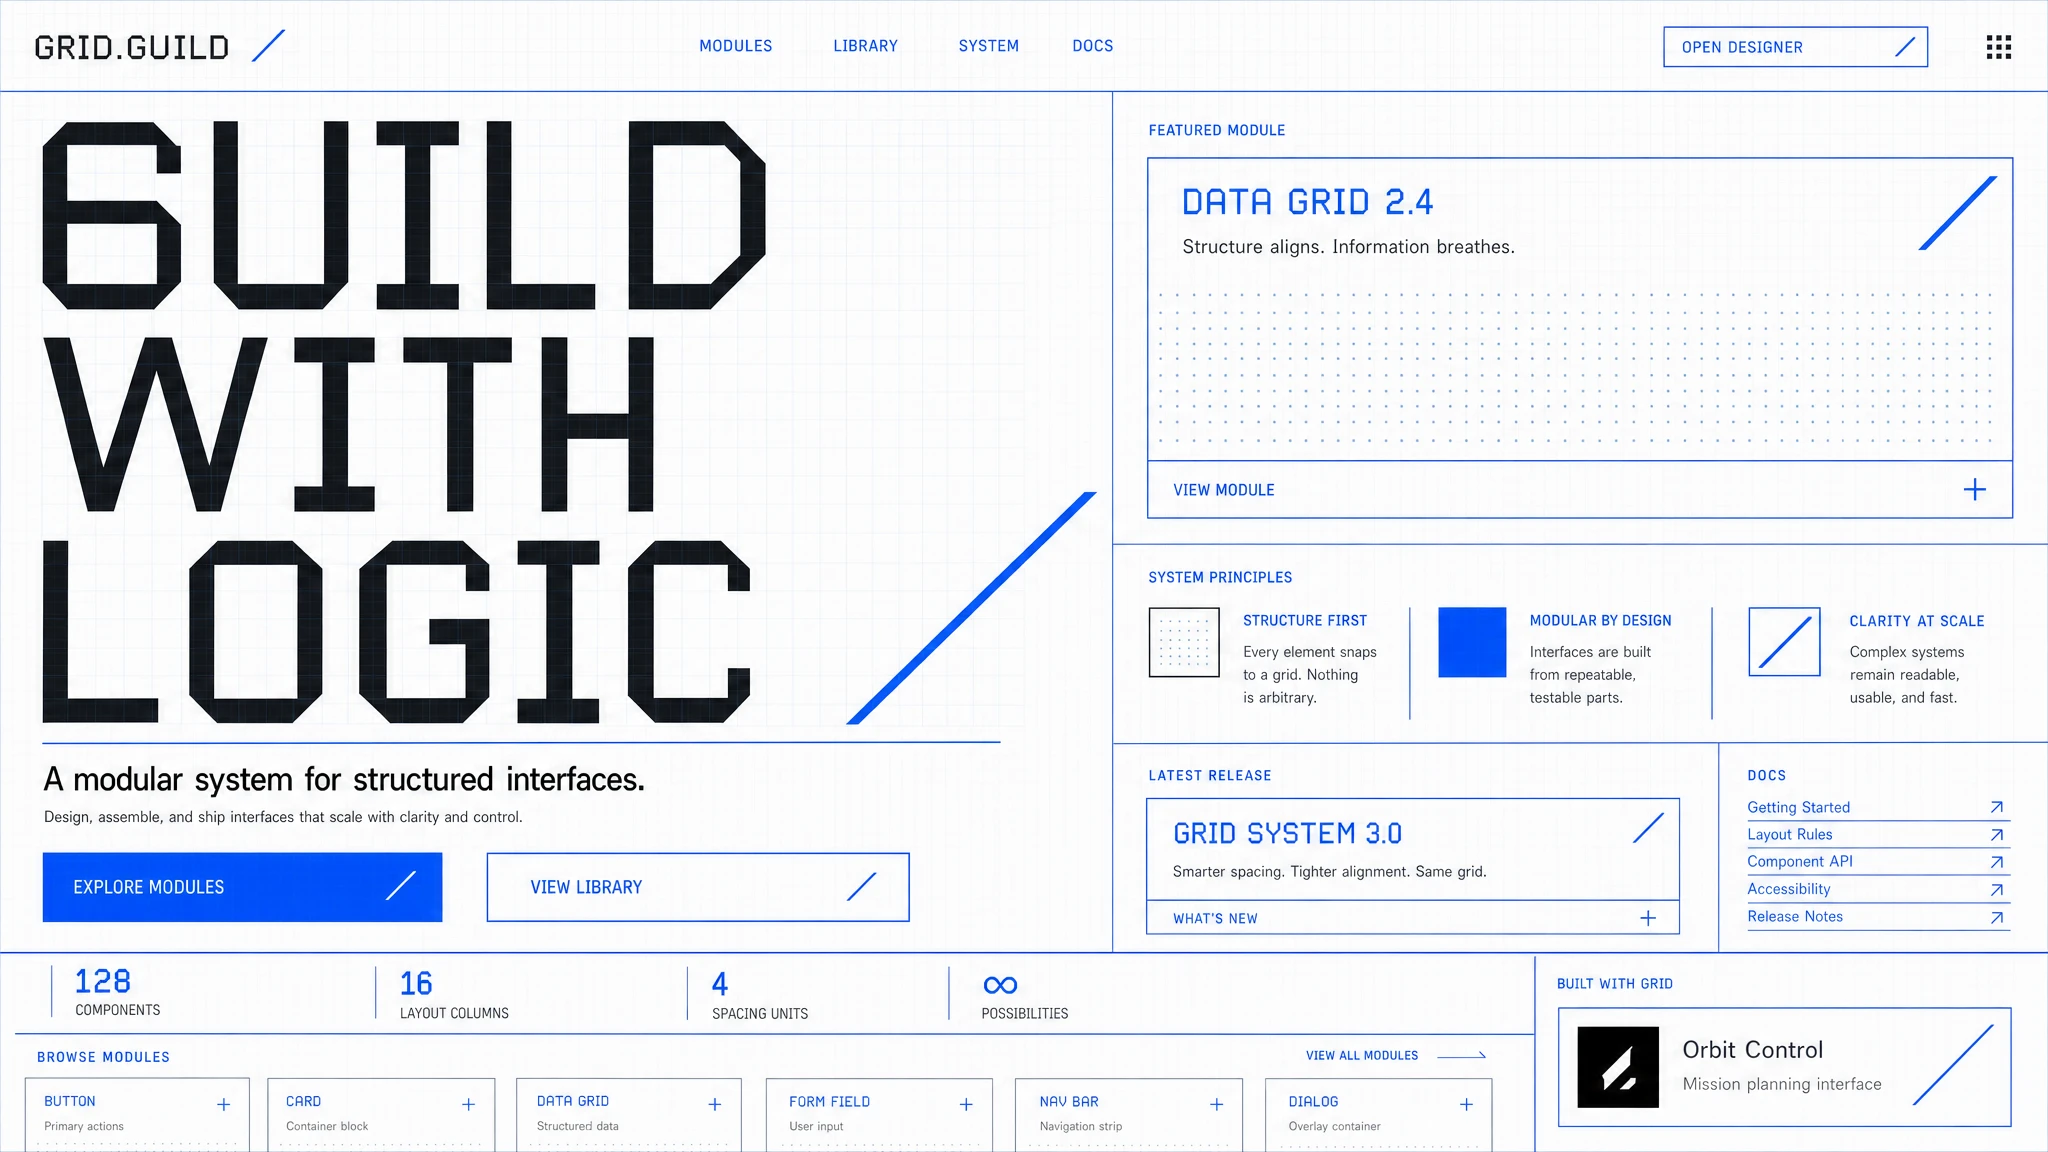 GRID.GUILD
MODULES
LIBRARY
SYSTEM
DOCS
OPEN DESIGNER
6UILD
WITH
LOGIC
A modular system for structured interfaces.
Design, assemble, and ship interfaces that scale with clarity and control.
EXPLORE MODULES
VIEW LIBRARY
FEATURED MODULE
DATA GRID 2.4
Structure aligns. Information breathes.
VIEW MODULE
SYSTEM PRINCIPLES
STRUCTURE FIRST
Every element snaps
to a grid. Nothing
is arbitrary.
MODULAR BY DESIGN
Interfaces are built
from repeatable,
testable parts.
CLARITY AT SCALE
Complex systems
remain readable,
usable, and fast.
LATEST RELEASE
GRID SYSTEM 3.0
Smarter spacing. Tighter alignment. Same grid.
WHAT'S NEW
DOCS
Getting Started
Layout Rules
Component API
Accessibility
Release Notes
128
COMPONENTS
16
LAYOUT COLUMNS
4
SPACING UNITS
∞
POSSIBILITIES
BROWSE MODULES
VIEW ALL MODULES
BUTTON
Primary actions
CARD
Container block
DATA GRID
Structured data
FORM FIELD
User input
NAV BAR
Navigation strip
DIALOG
Overlay container
BUILT WITH GRID
Orbit Control
Mission planning interface